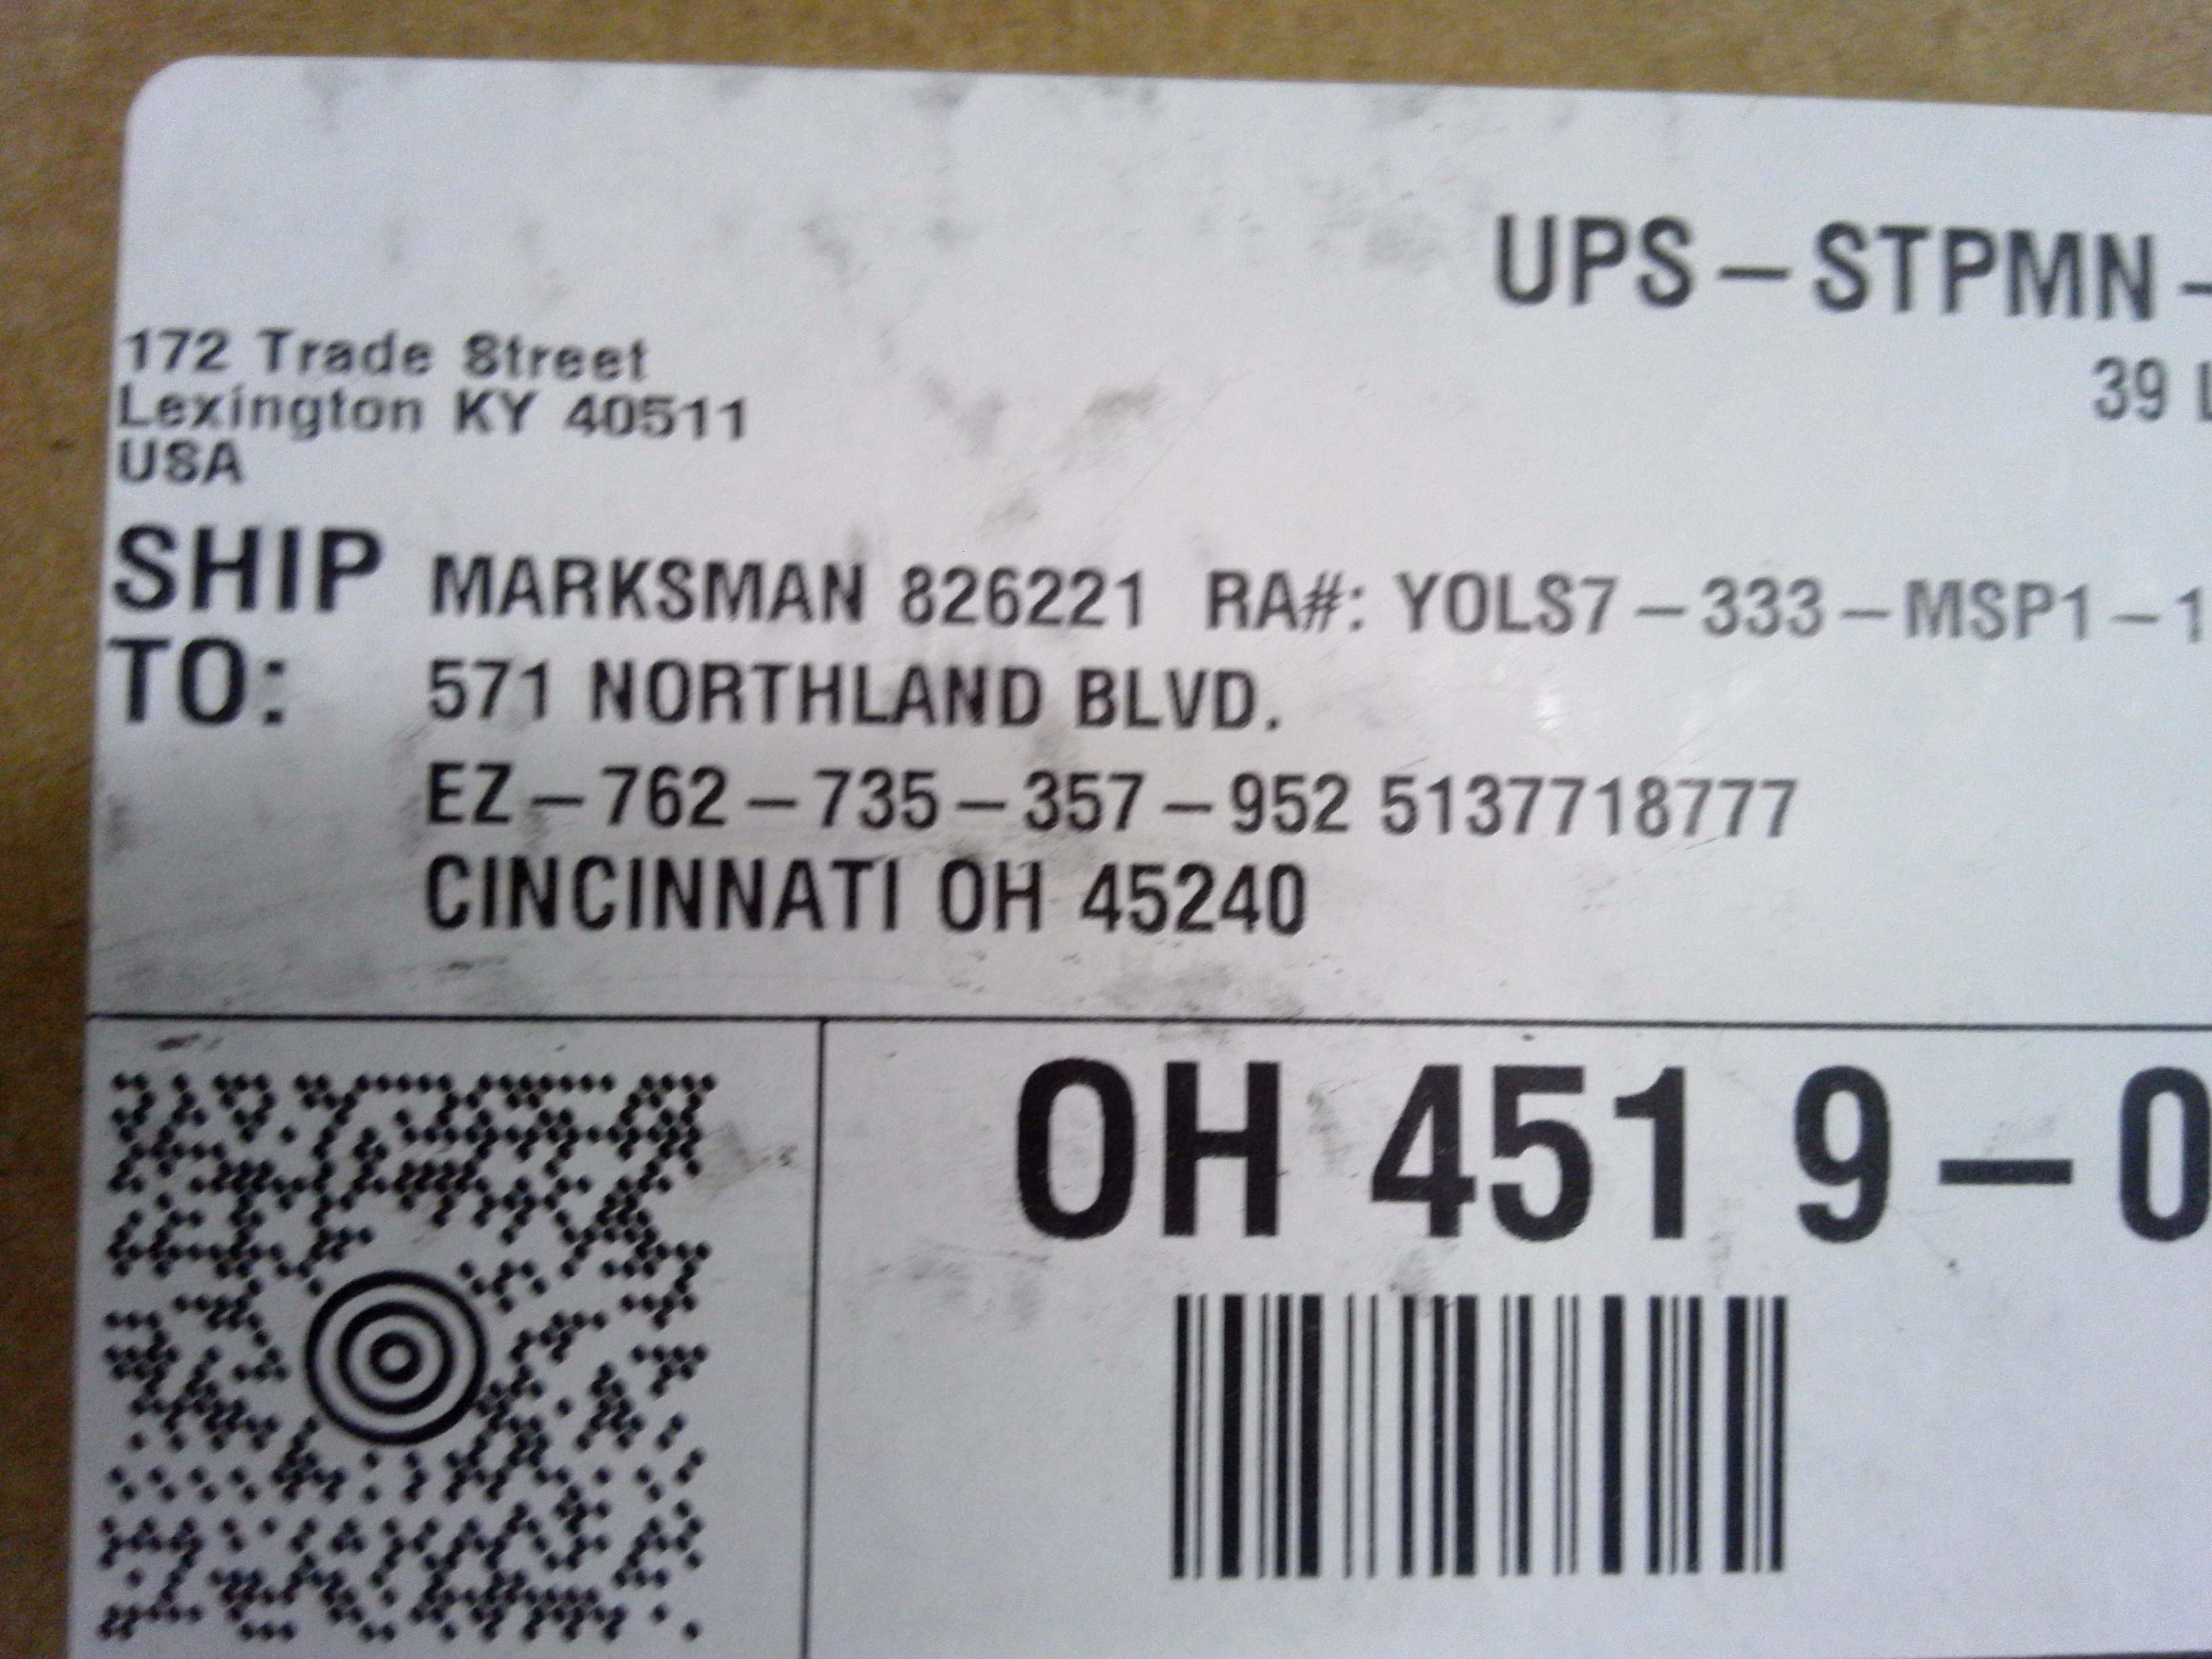 UPS-STPMN-
39 L
172 Trade Street
Lexington KY 40511
USA
SHIP TO:
MARKSMAN 826221 RA#: YOLS7-333-MSP1-1
571 NORTHLAND BLVD.
EZ-762-735-357-952 5137718777
CINCINNATI OH 45240
OH 451 9-0